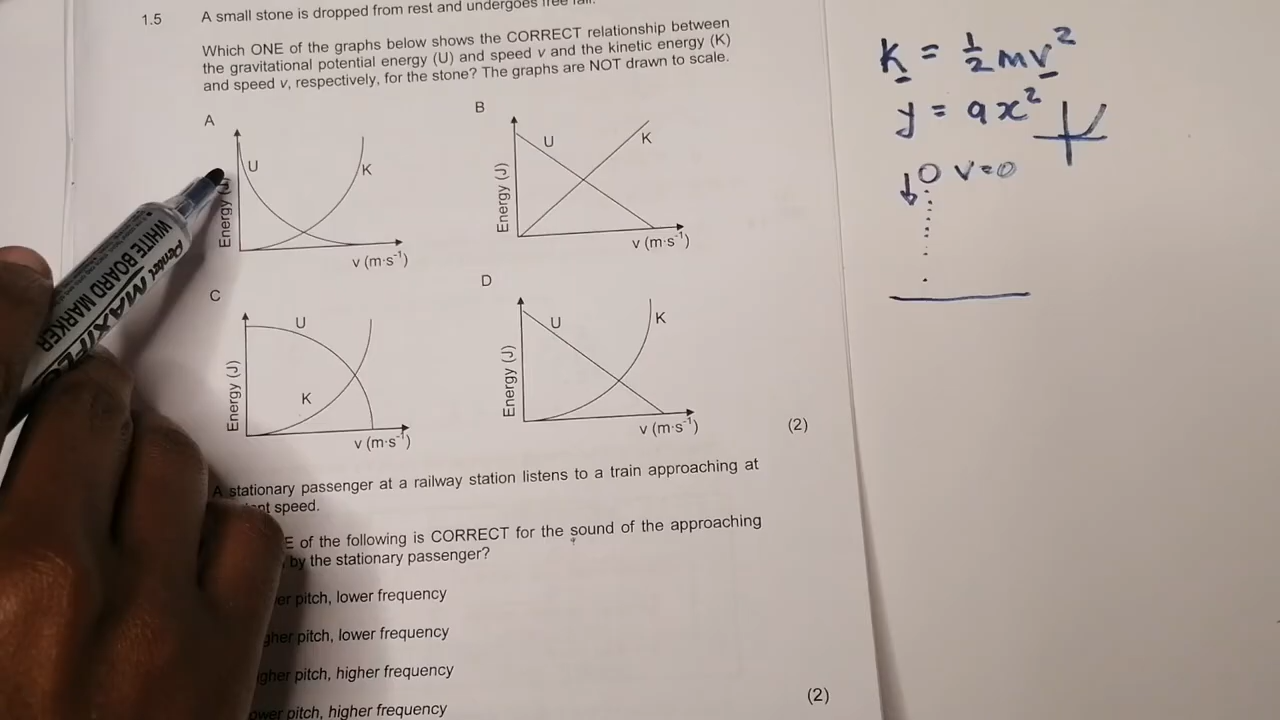 1.5 A small stone is dropped from rest and undergoes free fall.
Which ONE of the graphs below shows the CORRECT relationship between
the gravitational potential energy (U) and speed v and the kinetic energy (K)
and speed v, respectively, for the stone? The graphs are NOT drawn to scale.
A
U
K
Energy (J)
v (m·s⁻¹)
B
U
K
Energy (J)
v (m·s⁻¹)
C
U
K
Energy (J)
v (m·s⁻¹)
D
U
K
Energy (J)
v (m·s⁻¹)
(2)
A stationary passenger at a railway station listens to a train approaching at
speed.
of the following is CORRECT for the sound of the approaching
by the stationary passenger?
pitch, lower frequency
pitch, lower frequency
pitch, higher frequency
pitch, higher frequency
(2)
K = ½mv²
y = ax²
v=0
Pentel MAXIFLO
WHITE BOARD MARKER